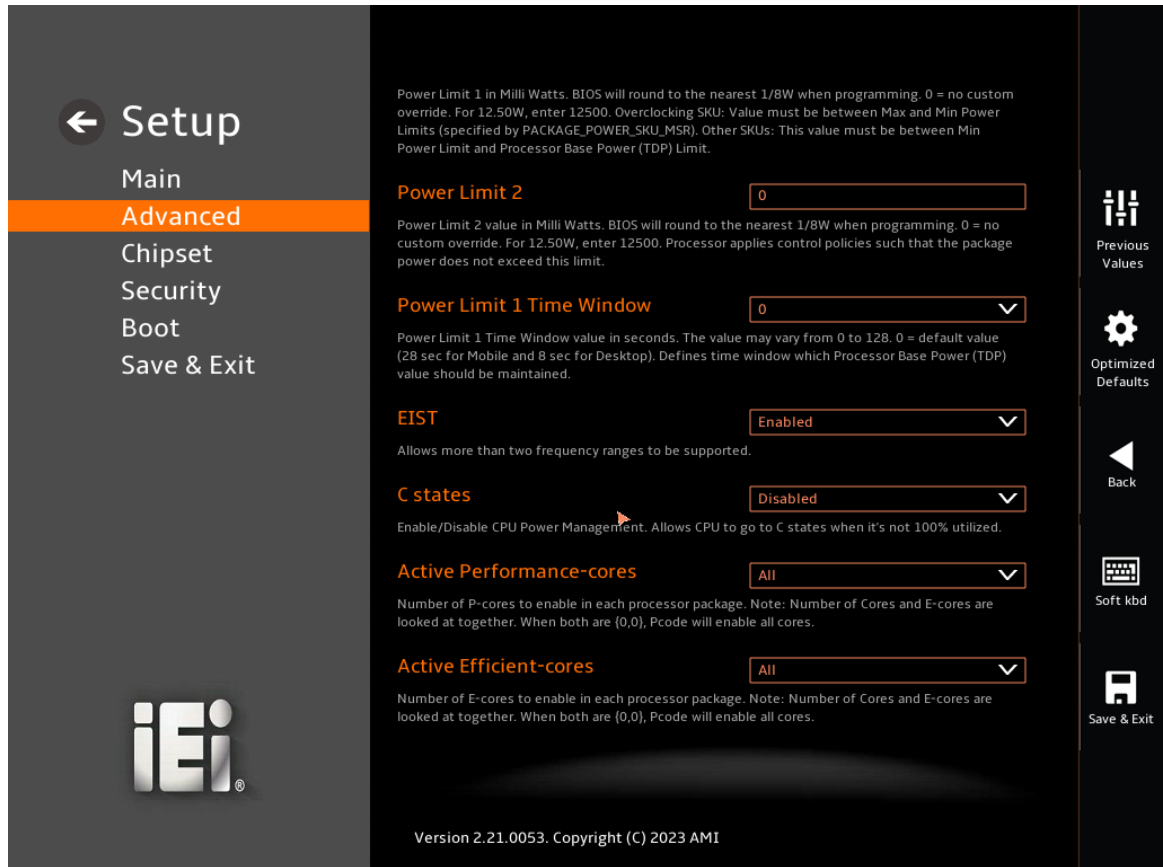 Setup
Main
Advanced
Chipset
Security
Boot
Save & Exit
iEi®
Power Limit 1 in Milli Watts. BIOS will round to the nearest 1/8W when programming. 0 = no custom
override. For 12.50W, enter 12500. Overclocking SKU: Value must be between Max and Min Power
Limits (specified by PACKAGE_POWER_SKU_MSR). Other SKUs: This value must be between Min
Power Limit and Processor Base Power (TDP) Limit.
Power Limit 2 0
Power Limit 2 value in Milli Watts. BIOS will round to the nearest 1/8W when programming. 0 = no
custom override. For 12.50W, enter 12500. Processor applies control policies such that the package
power does not exceed this limit.
Power Limit 1 Time Window 0
Power Limit 1 Time Window value in seconds. The value may vary from 0 to 128. 0 = default value
(28 sec for Mobile and 8 sec for Desktop). Defines time window which Processor Base Power (TDP)
value should be maintained.
EIST Enabled
Allows more than two frequency ranges to be supported.
C states Disabled
Enable/Disable CPU Power Management. Allows CPU to go to C states when it's not 100% utilized.
Active Performance-cores All
Number of P-cores to enable in each processor package. Note: Number of Cores and E-cores are
looked at together. When both are {0,0}, Pcode will enable all cores.
Active Efficient-cores All
Number of E-cores to enable in each processor package. Note: Number of Cores and E-cores are
looked at together. When both are {0,0}, Pcode will enable all cores.
Version 2.21.0053. Copyright (C) 2023 AMI
Previous
Values
Optimized
Defaults
Back
Soft kbd
Save & Exit